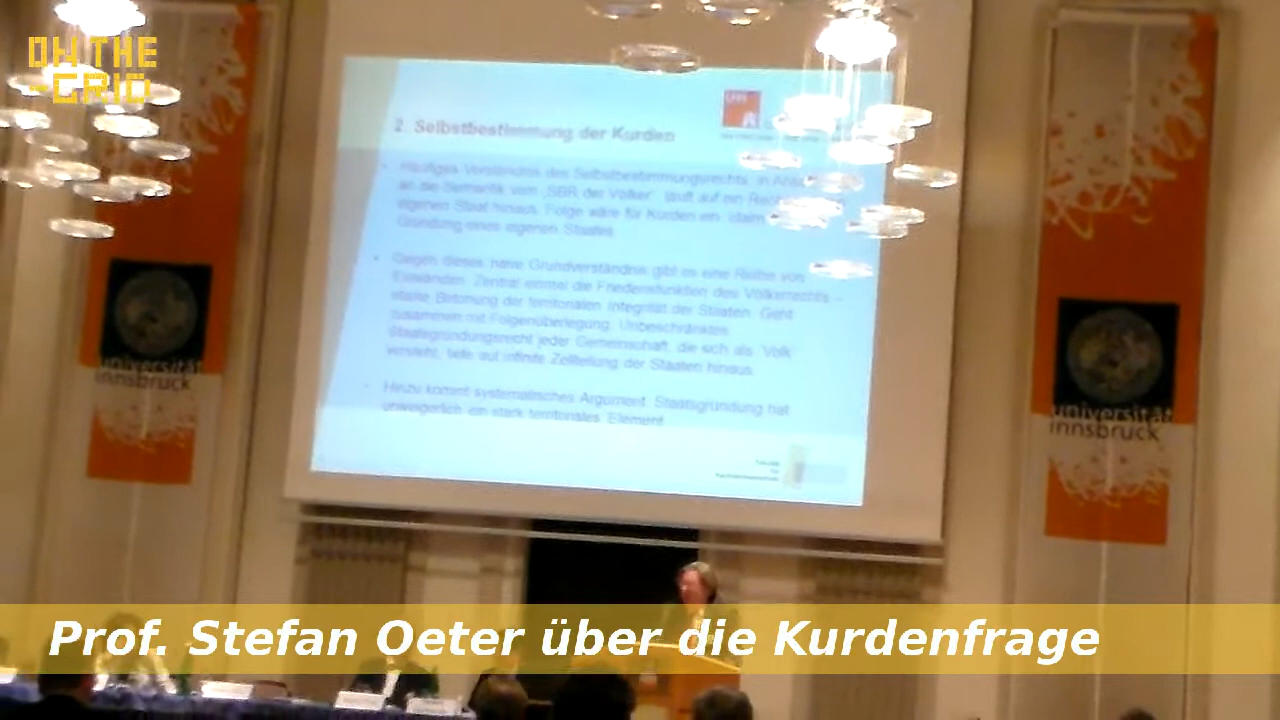 ON THE
-GRID
2. Selbstbestimmung der Kurden
Häufiges Verständnis des Selbstbestimmungsrechts, in
an die Semantik vom „SBR der Völker“, läuft auf ein
eigenen Staat hinaus. Folge wäre für Kurden ein
Gründung eines eigenen Staates
Gegen dieses naive Grundverständnis gibt es eine Reihe von
Einwänden. Zentral einmal die Friedensfunktion des Völkerrechts –
starke Betonung der territorialen Integrität der Staaten. Geht
zusammen mit Folgenüberlegung: Unbeschränktes
Staatsgründungsrecht jeder Gemeinschaft, die sich als 'Volk'
versteht, liefe auf infinite Zellteilung der Staaten hinaus
Hinzu kommt systematisches Argument: Staatsgründung hat
unweigerlich ein stark territoriales Element
universität
innsbruck
universität
innsbruck
Prof. Stefan Oeter über die Kurdenfrage